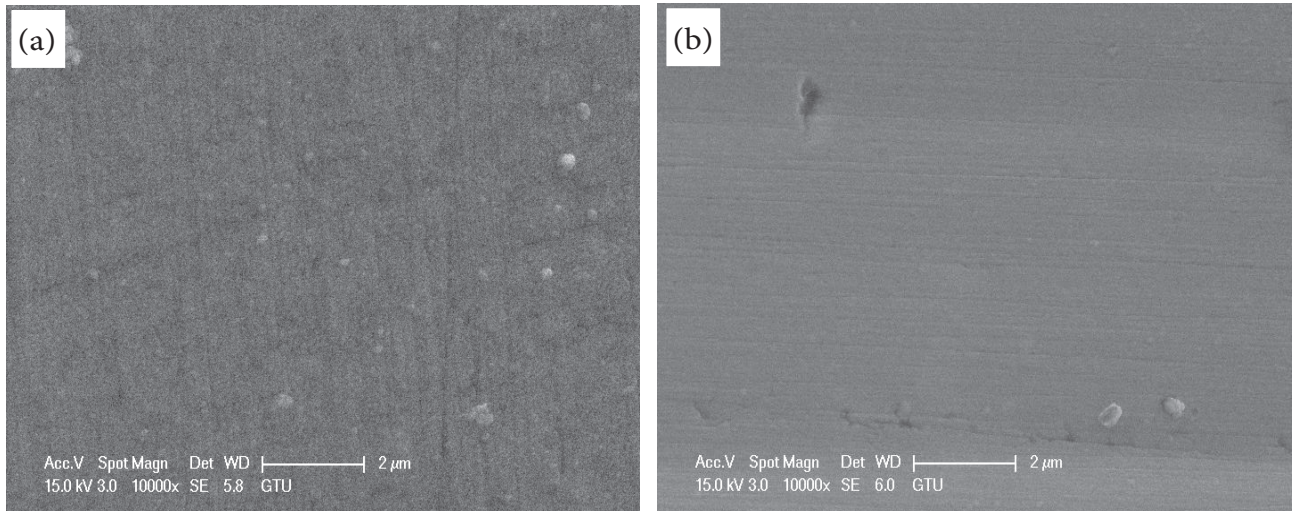 (a)
Acc.V Spot Magn Det WD 2 μm
15.0 kV 3.0 10000x SE 5.8 GTU
(b)
Acc.V Spot Magn Det WD 2 μm
15.0 kV 3.0 10000x SE 6.0 GTU